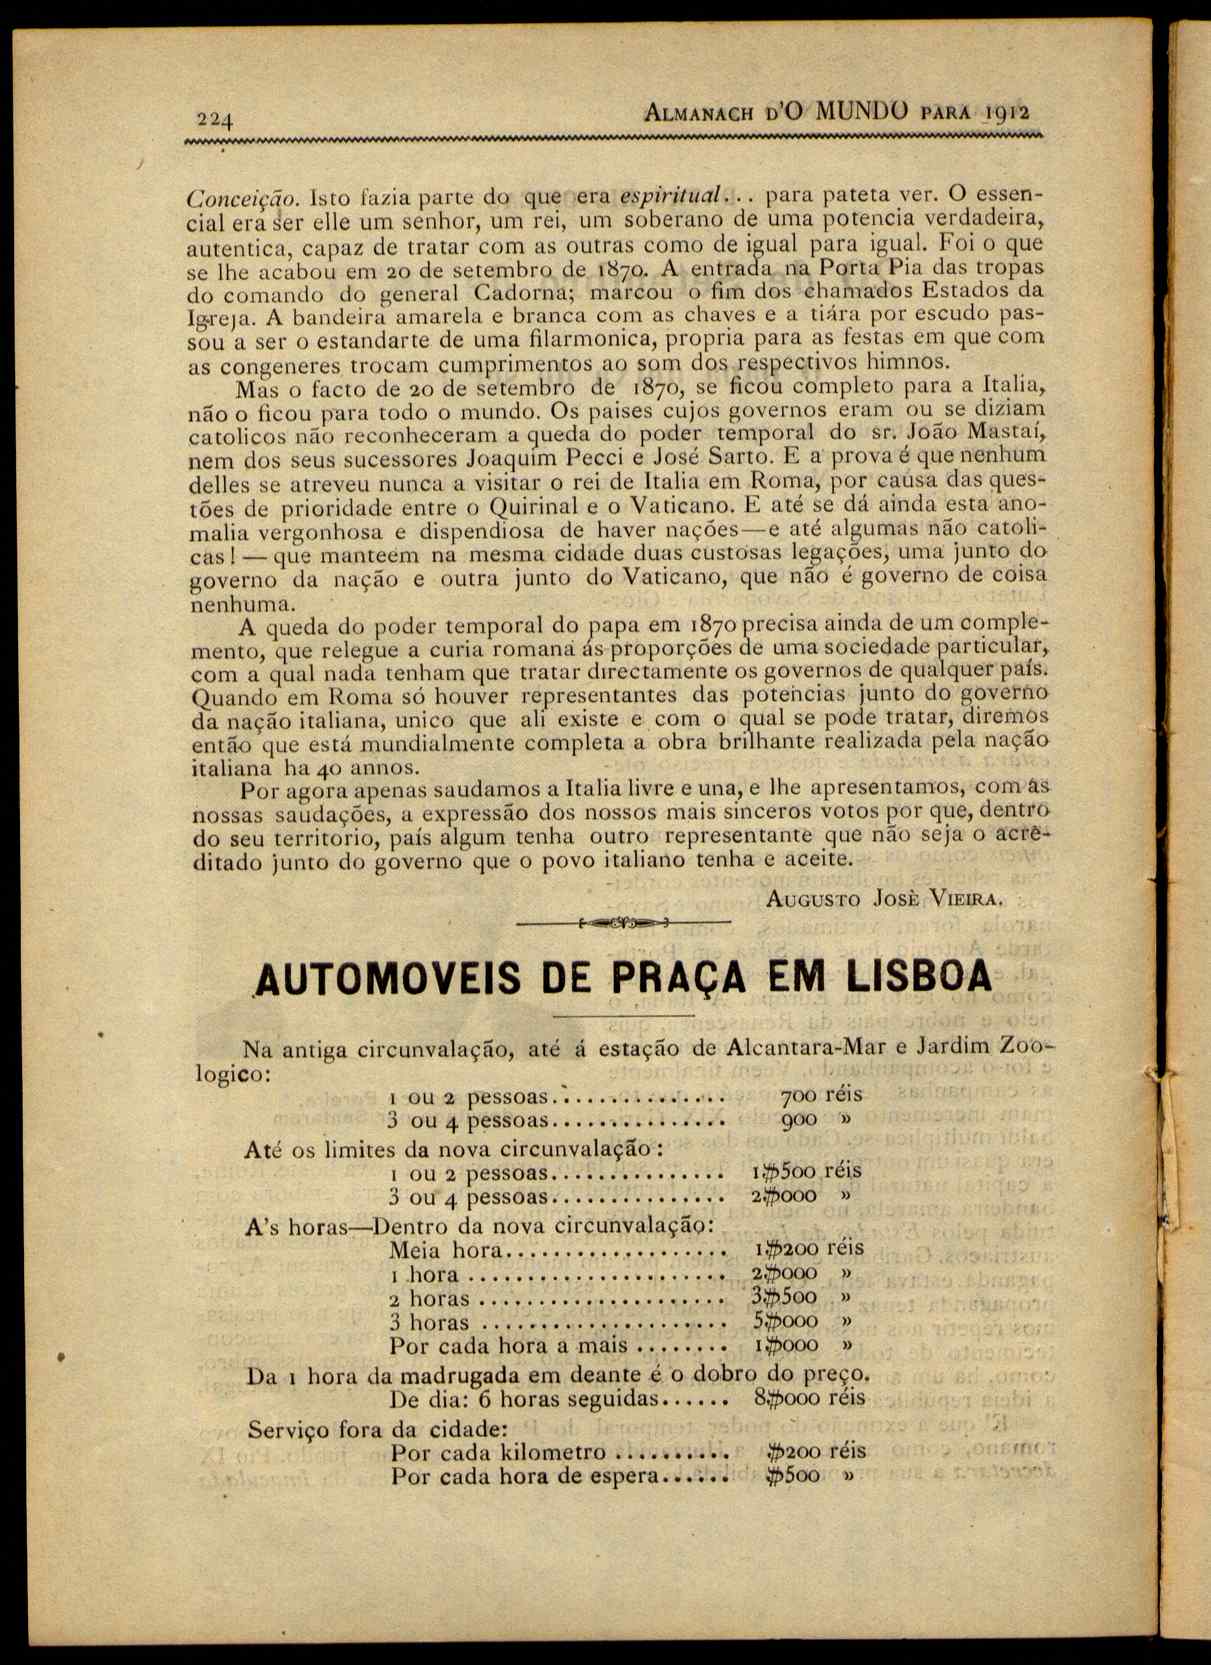 224
ALMANACH D'O MUNDO PARA 1912
Conceição. Isto fazia parte do que era espiritual... para pateta ver. O essen-
cial era ser elle um senhor, um rei, um soberano de uma potencia verdadeira,
autentica, capaz de tratar com as outras como de igual para igual. Foi o que
se lhe acabou em 20 de setembro de 1870. A entrada na Porta Pia das tropas
do comando do general Cadorna; marcou o fim dos chamados Estados da
Igreja. A bandeira amarela e branca com as chaves e a tiára por escudo pas-
sou a ser o estandarte de uma filarmonica, propria para as festas em que com
as congeneres trocam cumprimentos ao som dos respectivos himnos.
Mas o facto de 20 de setembro de 1870, se ficou completo para a Italia,
não o ficou para todo o mundo. Os paises cujos governos eram ou se diziam
catolicos não reconheceram a queda do poder temporal do sr. João Mastaí,
nem dos seus sucessores Joaquim Pecci e José Sarto. E a prova é que nenhum
delles se atreveu nunca a visitar o rei de Italia em Roma, por causa das ques-
tões de prioridade entre o Quirinal e o Vaticano. E até se dá ainda esta ano-
malia vergonhosa e dispendiosa de haver nações—e até algumas não catoli-
cas! — que manteem na mesma cidade duas custosas legações, uma junto do
governo da nação e outra junto do Vaticano, que não é governo de coisa
nenhuma.
A queda do poder temporal do papa em 1870 precisa ainda de um comple-
mento, que relegue a curia romana ás proporções de uma sociedade particular,
com a qual nada tenham que tratar directamente os governos de qualquer país.
Quando em Roma só houver representantes das potencias junto do governo
da nação italiana, unico que ali existe e com o qual se pode tratar, diremos
então que está mundialmente completa a obra brilhante realizada pela nação
italiana ha 40 annos.
Por agora apenas saudamos a Italia livre e una, e lhe apresentamos, com as
nossas saudações, a expressão dos nossos mais sinceros votos por que, dentro
do seu territorio, país algum tenha outro representante que não seja o acrê-
ditado junto do governo que o povo italiano tenha e aceite.
AUGUSTO JOSÈ VIEIRA.
AUTOMOVEIS DE PRAÇA EM LISBOA
Na antiga circunvalação, até á estação de Alcantara-Mar e Jardim Zoo-
logico:
1 ou 2 pessoas............... 700 réis
3 ou 4 pessoas............... 900 »
Até os limites da nova circunvalação:
1 ou 2 pessoas............... 1$500 réis
3 ou 4 pessoas............... 2$000 »
A's horas—Dentro da nova circunvalação:
Meia hora................... 1$200 réis
1 hora ...................... 2$000 »
2 horas ..................... 3$500 »
3 horas ..................... 5$000 »
Por cada hora a mais ........ 1$000 »
Da 1 hora da madrugada em deante é o dobro do preço.
De dia: 6 horas seguidas...... 8$000 réis
Serviço fora da cidade:
Por cada kilometro .......... $200 réis
Por cada hora de espera...... $500 »